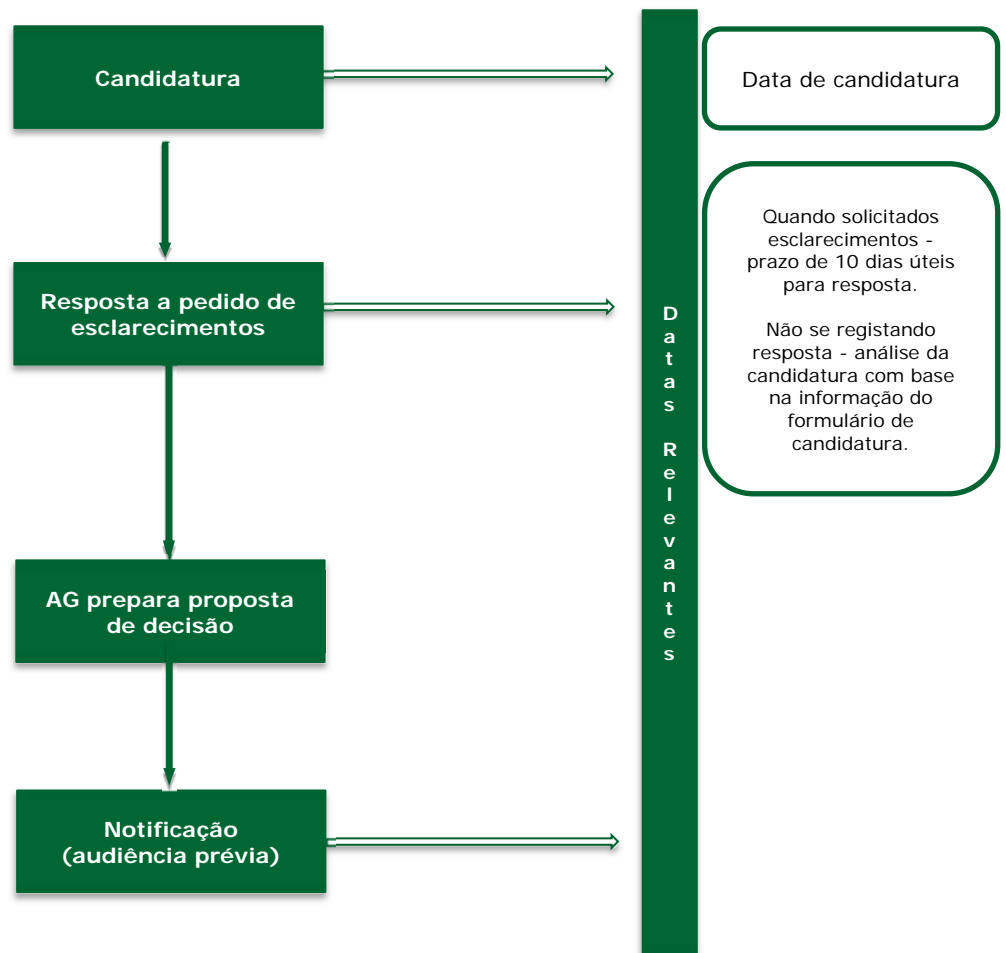 Candidatura
Data de candidatura
Resposta a pedido de
esclarecimentos
Quando solicitados
esclarecimentos -
prazo de 10 dias úteis
para resposta.
Não se registando
resposta - análise da
candidatura com base
na informação do
formulário de
candidatura.
Datas Relevantes
AG prepara proposta
de decisão
Notificação
(audiência prévia)